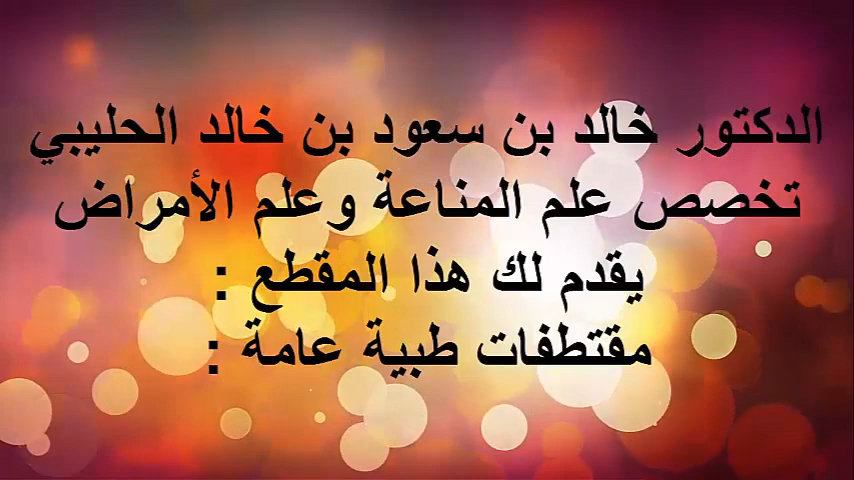 الدكتور خالد بن سعود بن خالد الحليبي
تخصص علم المناعة وعلم الأمراض
يقدم لك هذا المقطع :
مقتطفات طبية عامة :